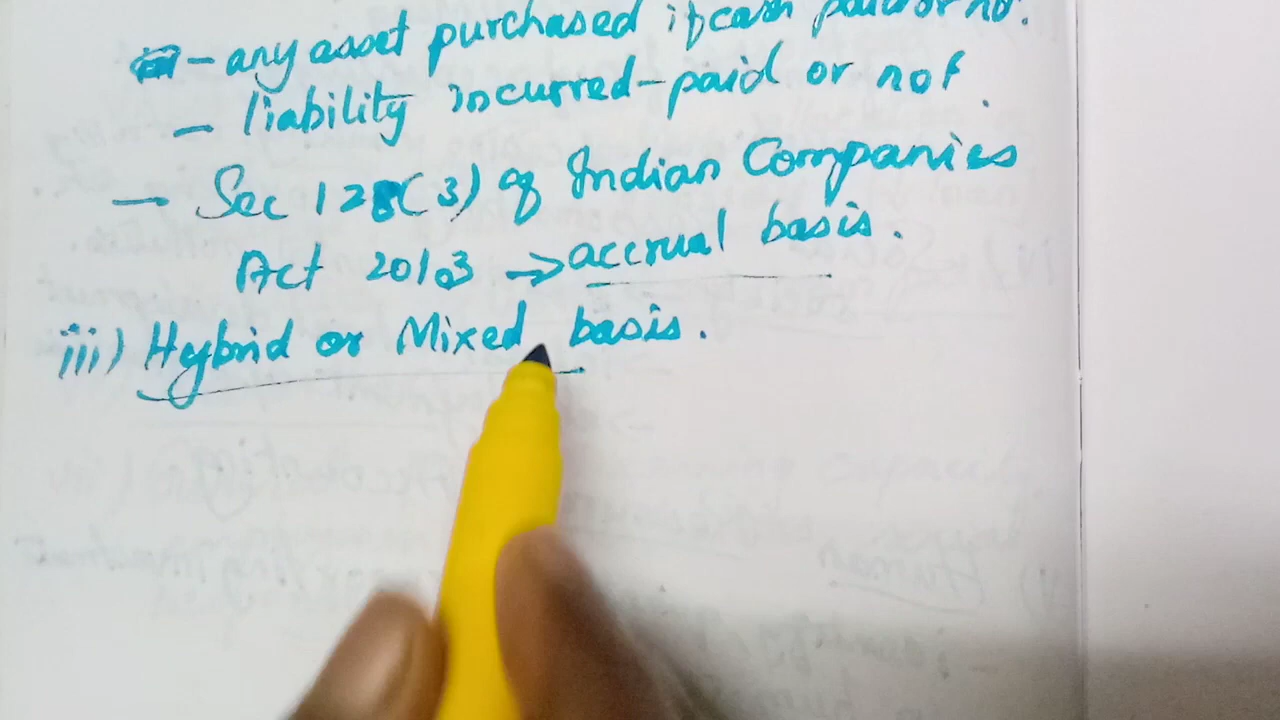 - any asset purchased if cash paid or not.
- liability incurred - paid or not.
→ Sec 128(3) of Indian Companies
Act 2013 → accrual basis.
iii) Hybrid or Mixed basis.